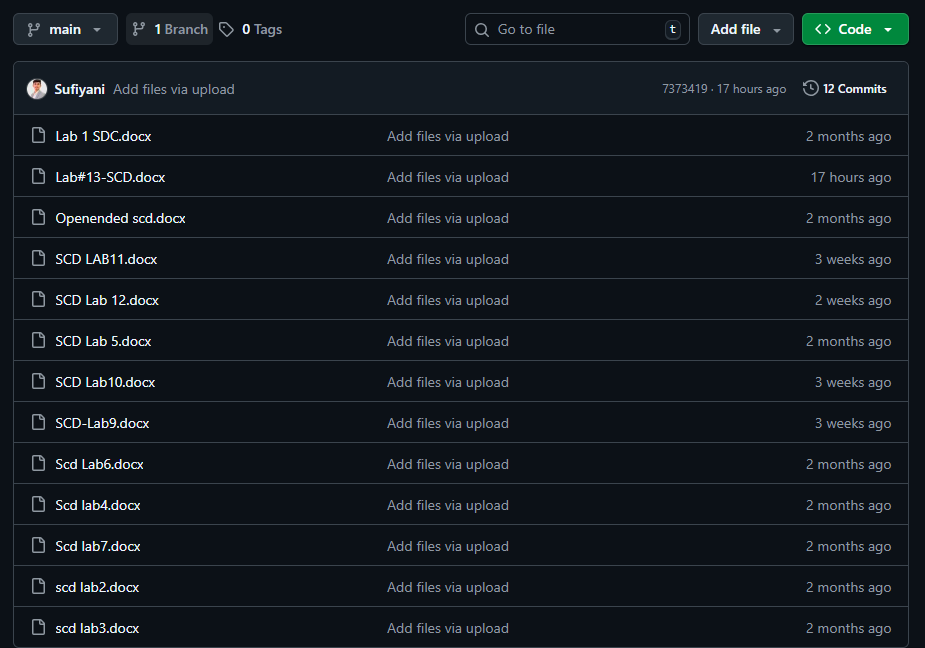 main 1 Branch 0 Tags Go to file t Add file Code
Sufiyani Add files via upload 7373419 · 17 hours ago 12 Commits
Lab 1 SDC.docx Add files via upload 2 months ago
Lab#13-SCD.docx Add files via upload 17 hours ago
Openended scd.docx Add files via upload 2 months ago
SCD LAB11.docx Add files via upload 3 weeks ago
SCD Lab 12.docx Add files via upload 2 weeks ago
SCD Lab 5.docx Add files via upload 2 months ago
SCD Lab10.docx Add files via upload 3 weeks ago
SCD-Lab9.docx Add files via upload 3 weeks ago
Scd Lab6.docx Add files via upload 2 months ago
Scd lab4.docx Add files via upload 2 months ago
Scd lab7.docx Add files via upload 2 months ago
scd lab2.docx Add files via upload 2 months ago
scd lab3.docx Add files via upload 2 months ago